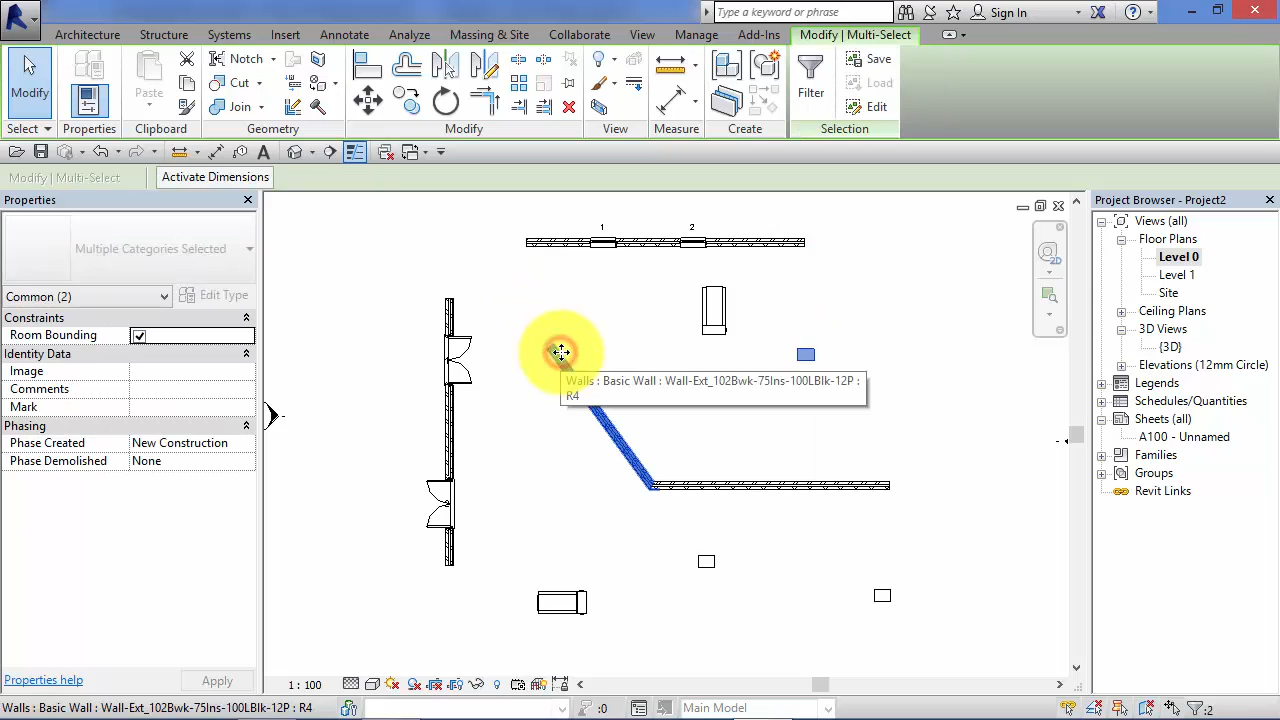 Type a keyword or phrase
Sign In
Architecture Structure Systems Insert Annotate Analyze Massing & Site Collaborate View Manage Add-Ins Modify | Multi-Select
Modify
Paste
Notch
Cut
Join
Filter
Save
Load
Edit
Select Properties Clipboard Geometry Modify View Measure Create Selection
A
Modify | Multi-Select Activate Dimensions
Properties
Multiple Categories Selected
Common (2) Edit Type
Constraints
Room Bounding
Identity Data
Image
Comments
Mark
Phasing
Phase Created New Construction
Phase Demolished None
Properties help Apply
1 2
2D
Walls : Basic Wall : Wall-Ext_102Bwk-75Ins-100LBlk-12P :
R4
Project Browser - Project2
Views (all)
Floor Plans
Level 0
Level 1
Site
Ceiling Plans
3D Views
{3D}
Elevations (12mm Circle)
Legends
Schedules/Quantities
Sheets (all)
A100 - Unnamed
Families
Groups
Revit Links
1 : 100
Walls : Basic Wall : Wall-Ext_102Bwk-75Ins-100LBlk-12P : R4
:0
Main Model
:2